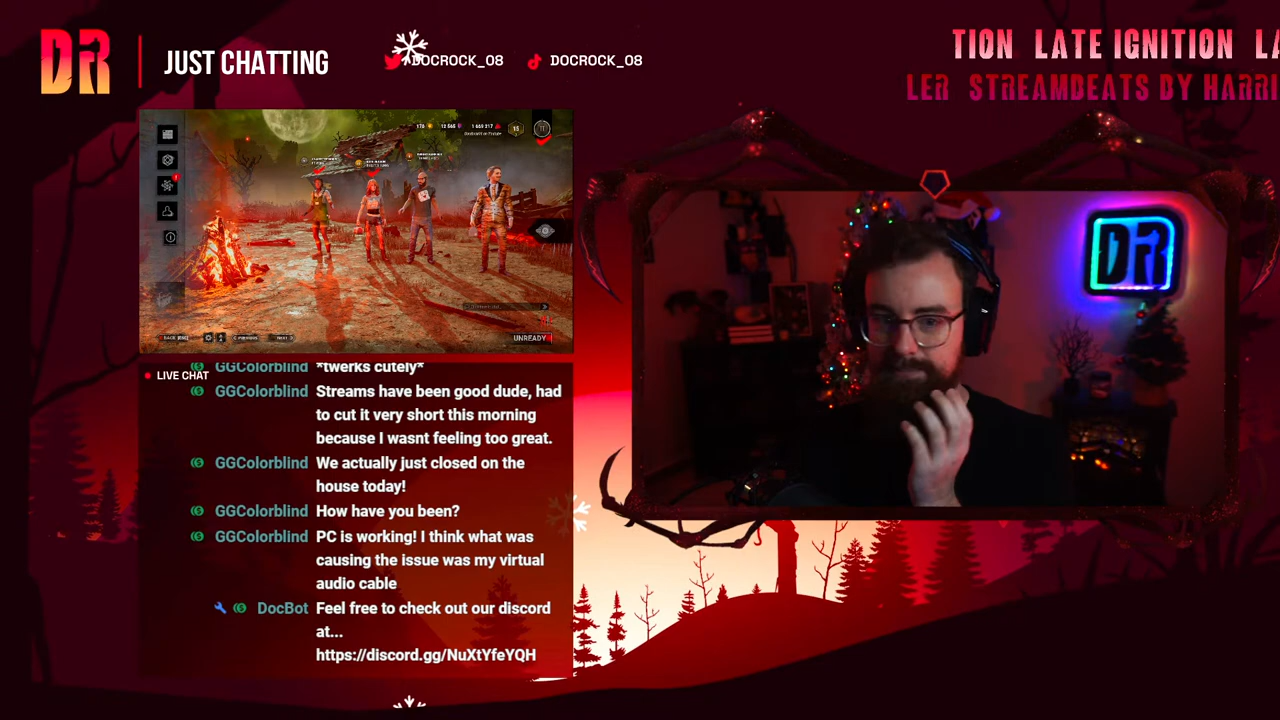 DR
JUST CHATTING
DOCROCK_08
DOCROCK_08
TION LATE IGNITION LA
LER STREAMBEATS BY HARRI
15
BACK [ESC]
UNREADY
LIVE CHAT
GGColorblind *twerks cutely*
GGColorblind Streams have been good dude, had
to cut it very short this morning
because I wasnt feeling too great.
GGColorblind We actually just closed on the
house today!
GGColorblind How have you been?
GGColorblind PC is working! I think what was
causing the issue was my virtual
audio cable
DocBot Feel free to check out our discord
at...
https://discord.gg/NuXtYfeYQH
DR